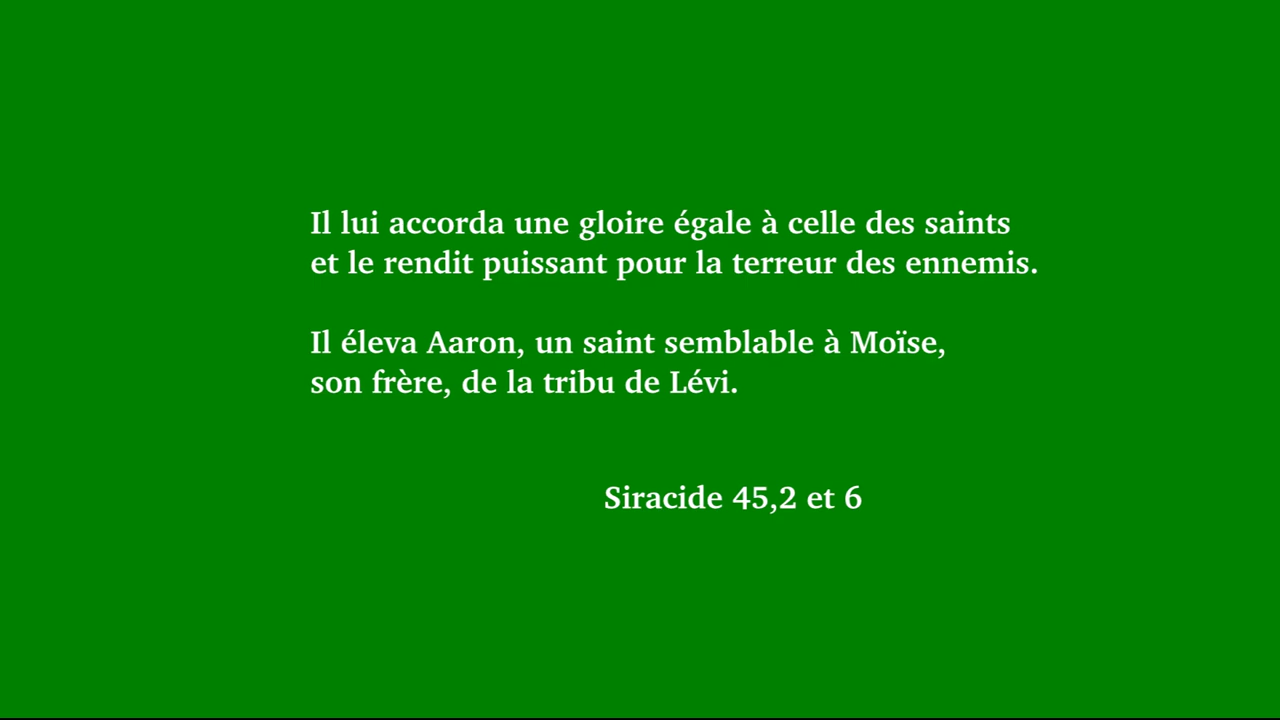 Il lui accorda une gloire égale à celle des saints
et le rendit puissant pour la terreur des ennemis.
Il éleva Aaron, un saint semblable à Moïse,
son frère, de la tribu de Lévi.
Siracide 45,2 et 6